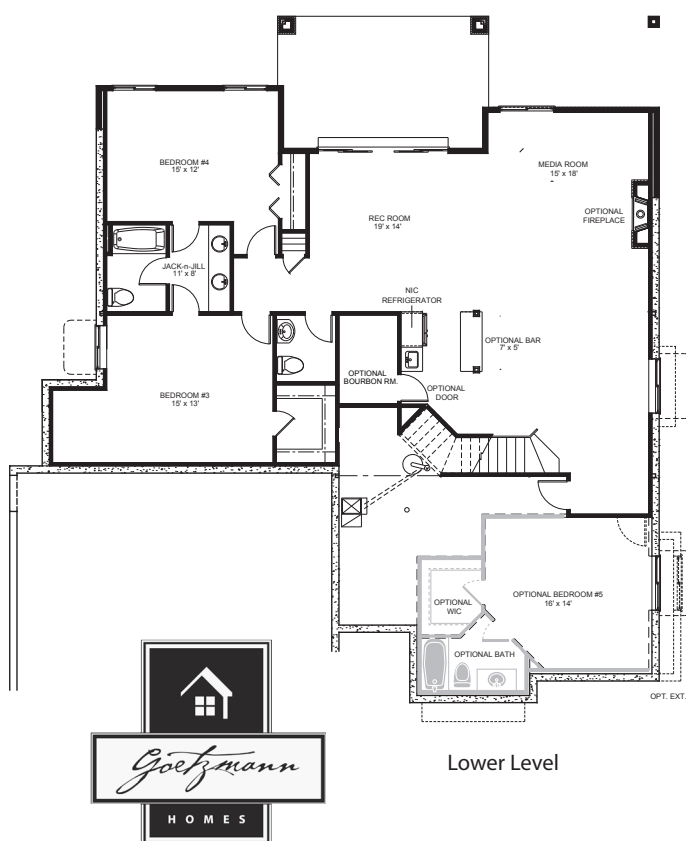 BEDROOM #4
15' x 12'
MEDIA ROOM
15' x 18'
OPTIONAL
FIREPLACE
REC ROOM
19' x 14'
JACK-n-JILL
11' x 8'
NIC
REFRIGERATOR
OPTIONAL BAR
7' x 5'
OPTIONAL
BOURBON RM.
OPTIONAL
DOOR
BEDROOM #3
15' x 13'
OPTIONAL BEDROOM #5
16' x 14'
OPTIONAL
WIC
OPTIONAL BATH
OPT. EXT.
Goetzmann
HOMES
Lower Level